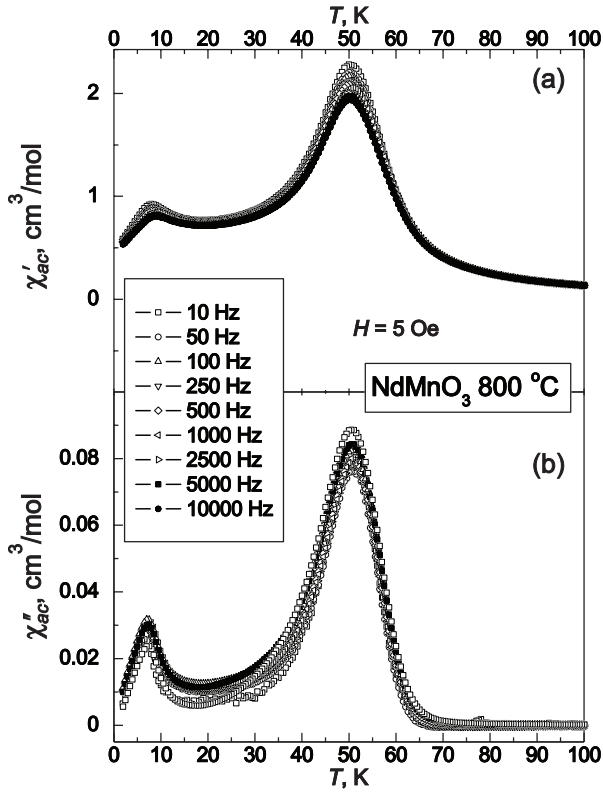 T, K
0 10 20 30 40 50 60 70 80 90 100
(a)
2
1
0
χ′ac, cm³/mol
10 Hz
50 Hz
100 Hz
250 Hz
500 Hz
1000 Hz
2500 Hz
5000 Hz
10000 Hz
H = 5 Oe
NdMnO₃ 800 °C
(b)
0.08
0.06
0.04
0.02
0
χ″ac, cm³/mol
0 10 20 30 40 50 60 70 80 90 100
T, K